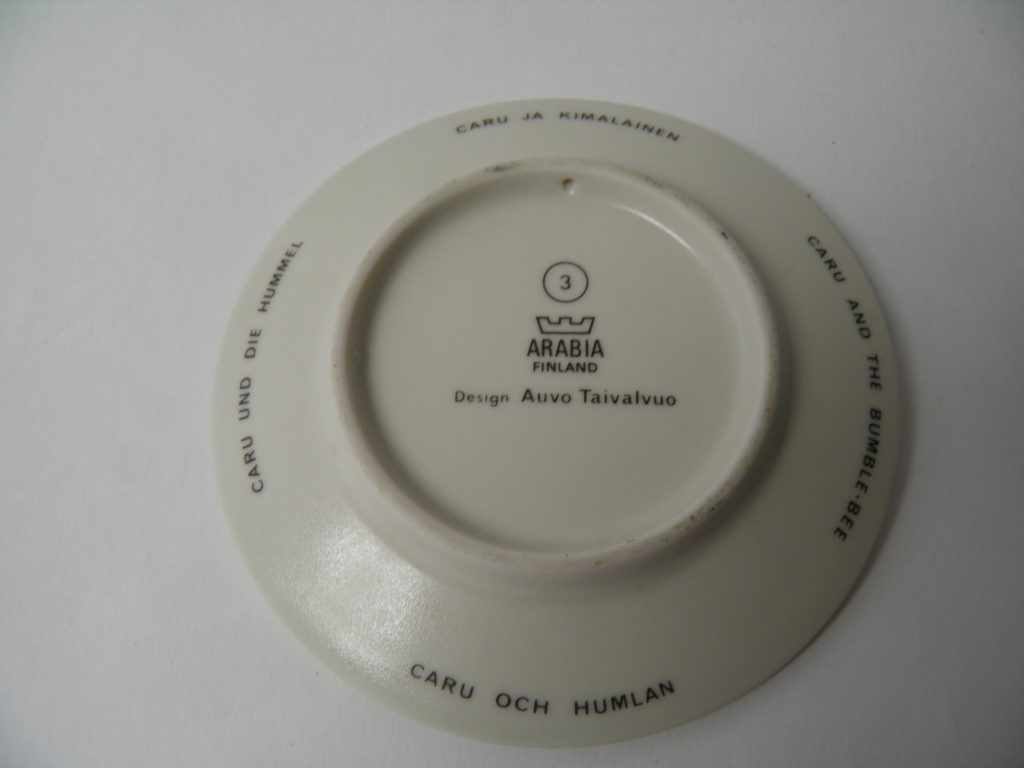 CARU JA KIMALAINEN
CARU AND THE BUMBLE-BEE
CARU OCH HUMLAN
CARU UND DIE HUMMEL
3
ARABIA
FINLAND
Design Auvo Taivalvuo